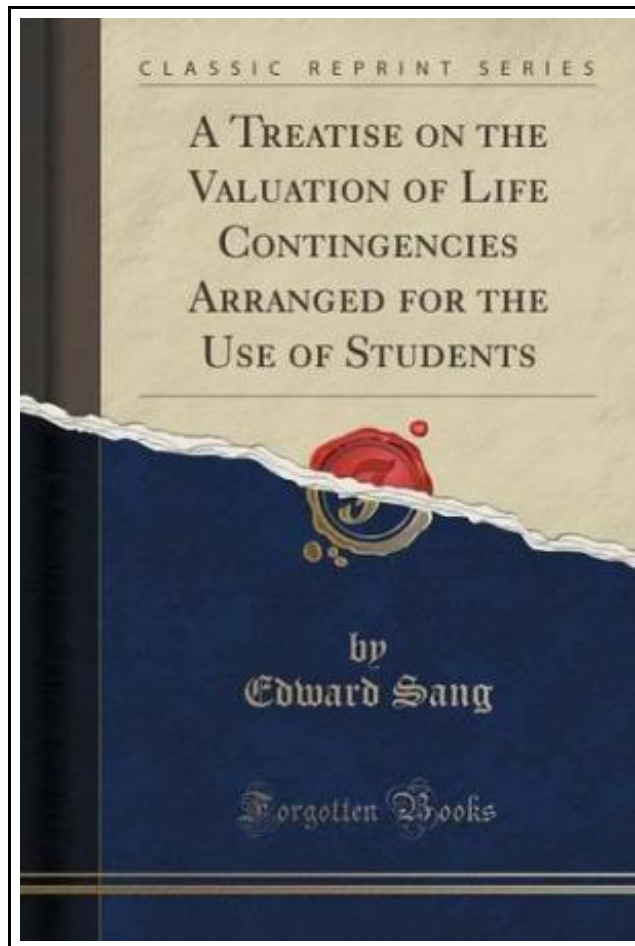 CLASSIC REPRINT SERIES
A TREATISE ON THE
VALUATION OF LIFE
CONTINGENCIES
ARRANGED FOR THE
USE OF STUDENTS
by
Edward Sang
Forgotten Books